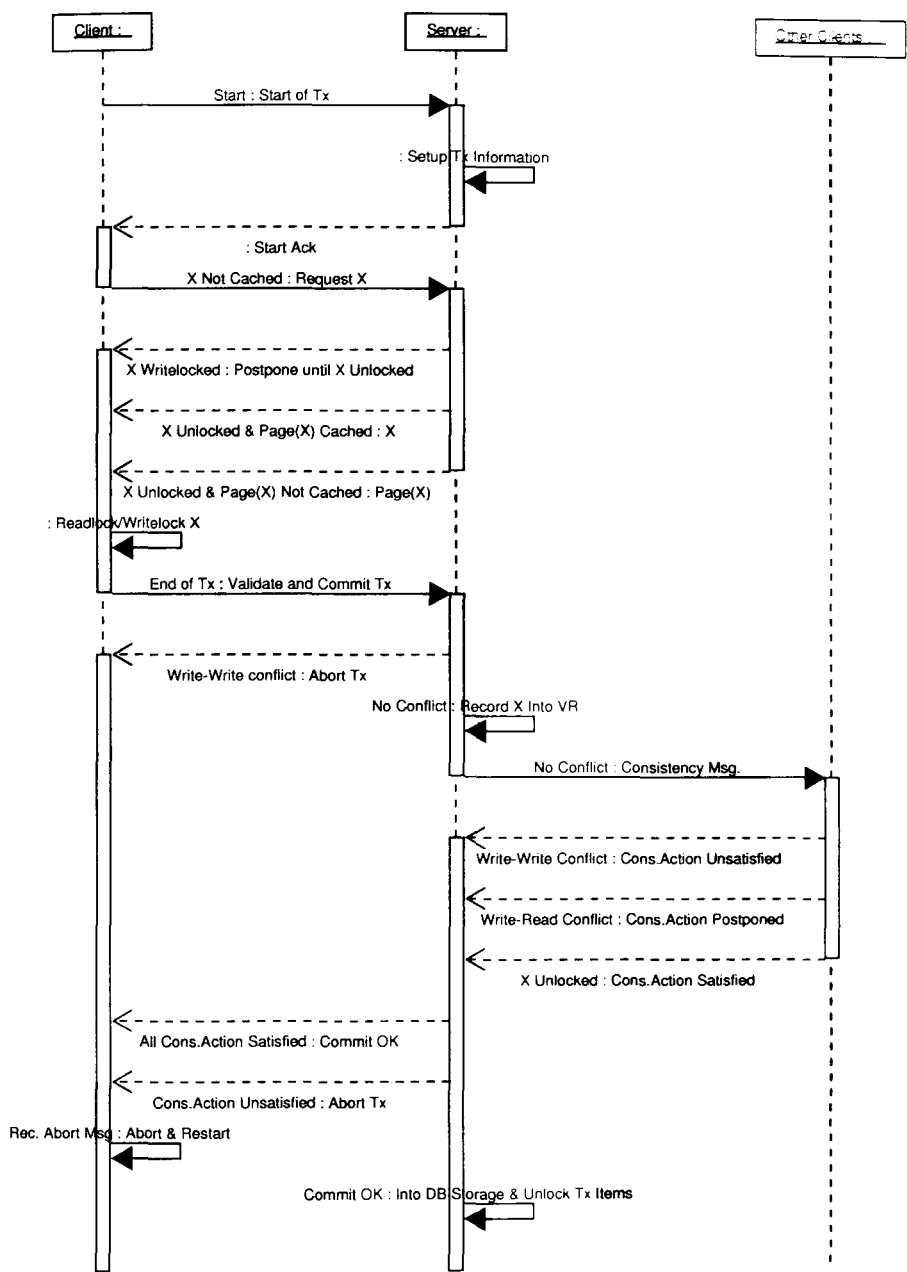 Client :
Server :
Other Clients
Start : Start of Tx
: Setup Tx Information
: Start Ack
X Not Cached : Request X
X Writelocked : Postpone until X Unlocked
X Unlocked & Page(X) Cached : X
X Unlocked & Page(X) Not Cached : Page(X)
: Readlock/Writelock X
End of Tx : Validate and Commit Tx
Write-Write conflict : Abort Tx
No Conflict : Record X Into VR
No Conflict : Consistency Msg.
Write-Write Conflict : Cons.Action Unsatisfied
Write-Read Conflict : Cons.Action Postponed
X Unlocked : Cons.Action Satisfied
All Cons.Action Satisfied : Commit OK
Cons.Action Unsatisfied : Abort Tx
Rec. Abort Msg : Abort & Restart
Commit OK : Into DB Storage & Unlock Tx Items